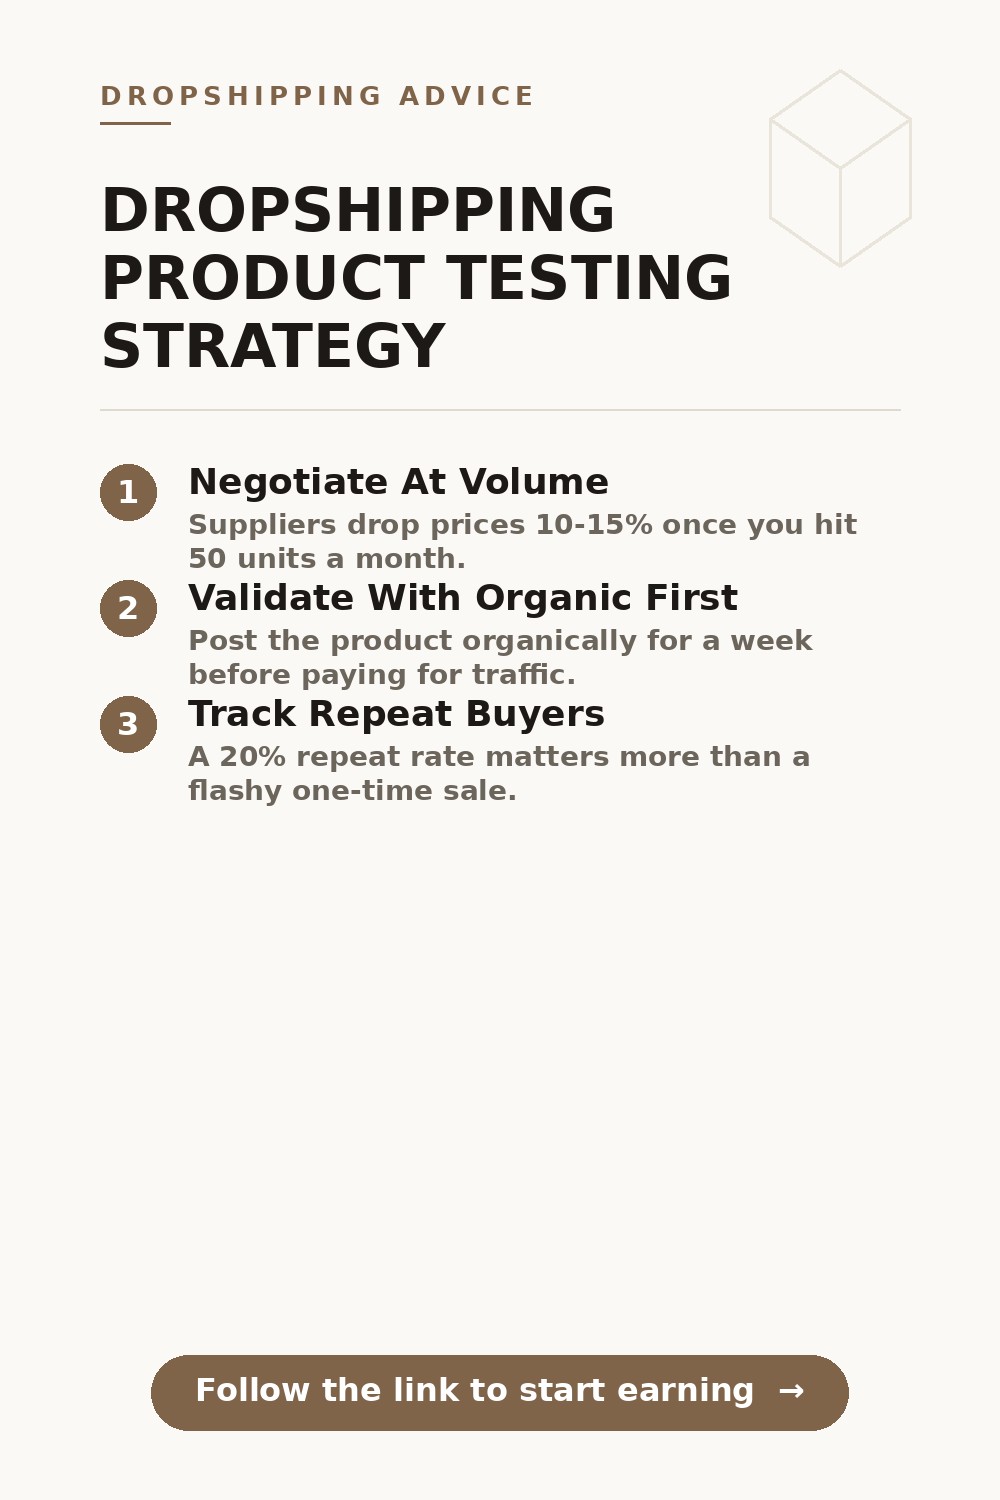 DROPSHIPPING ADVICE
DROPSHIPPING
PRODUCT TESTING
STRATEGY
1 Negotiate At Volume
Suppliers drop prices 10-15% once you hit
50 units a month.
2 Validate With Organic First
Post the product organically for a week
before paying for traffic.
3 Track Repeat Buyers
A 20% repeat rate matters more than a
flashy one-time sale.
Follow the link to start earning →